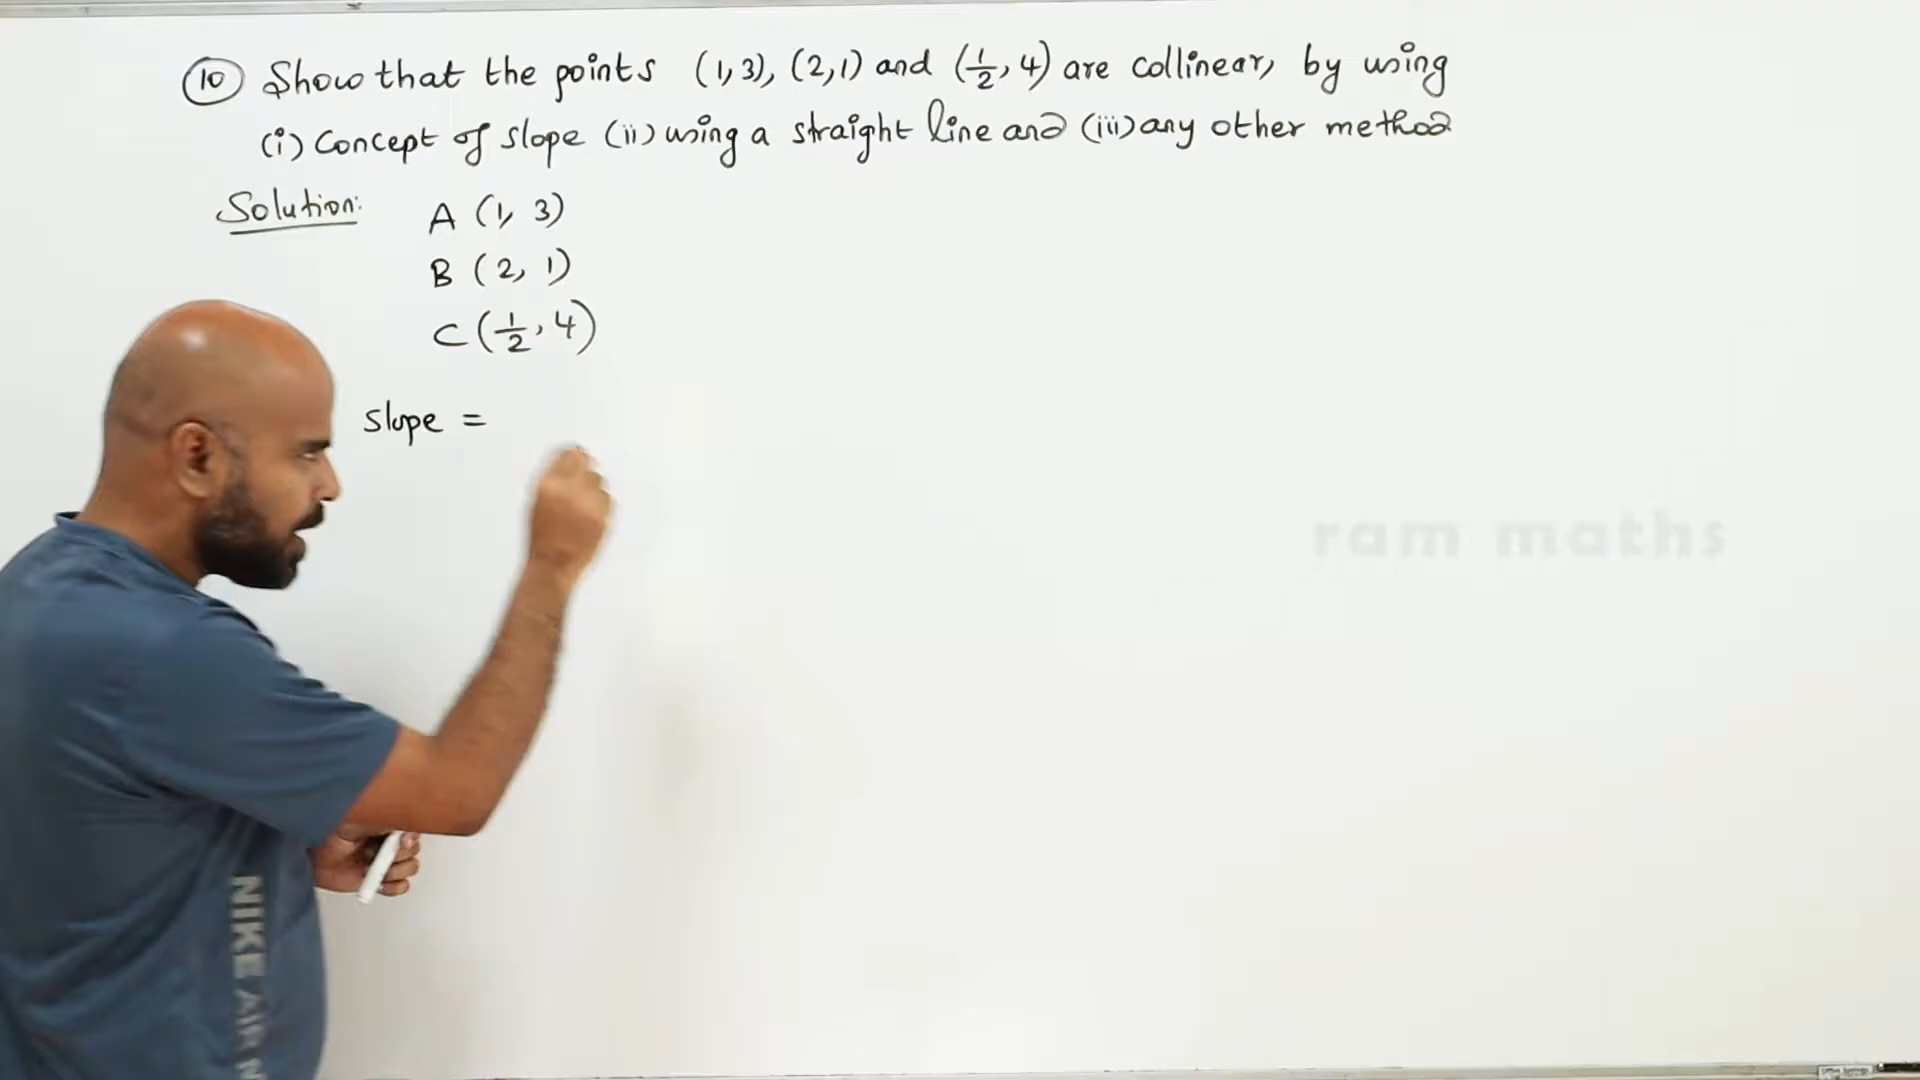 10 Show that the points (1,3), (2,1) and (1/2, 4) are collinear, by using
(i) Concept of slope (ii) using a straight line and (iii) any other method
Solution:
A (1, 3)
B (2, 1)
C (1/2, 4)
slope =
ram maths
NIKE AIR